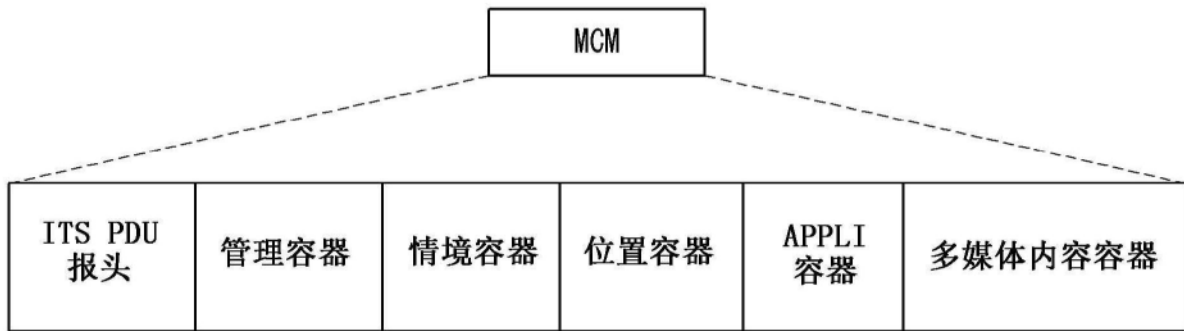 MCM
ITS PDU
报头
管理容器
情境容器
位置容器
APPLI
容器
多媒体内容容器